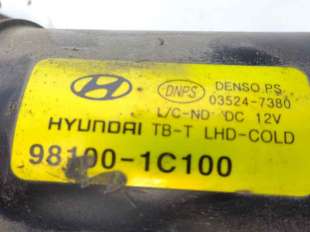 DNPS DENSO PS
03524-7380
L/C-ND DC 12V
HYUNDAI TB-T LHD-COLD
98100-1C100